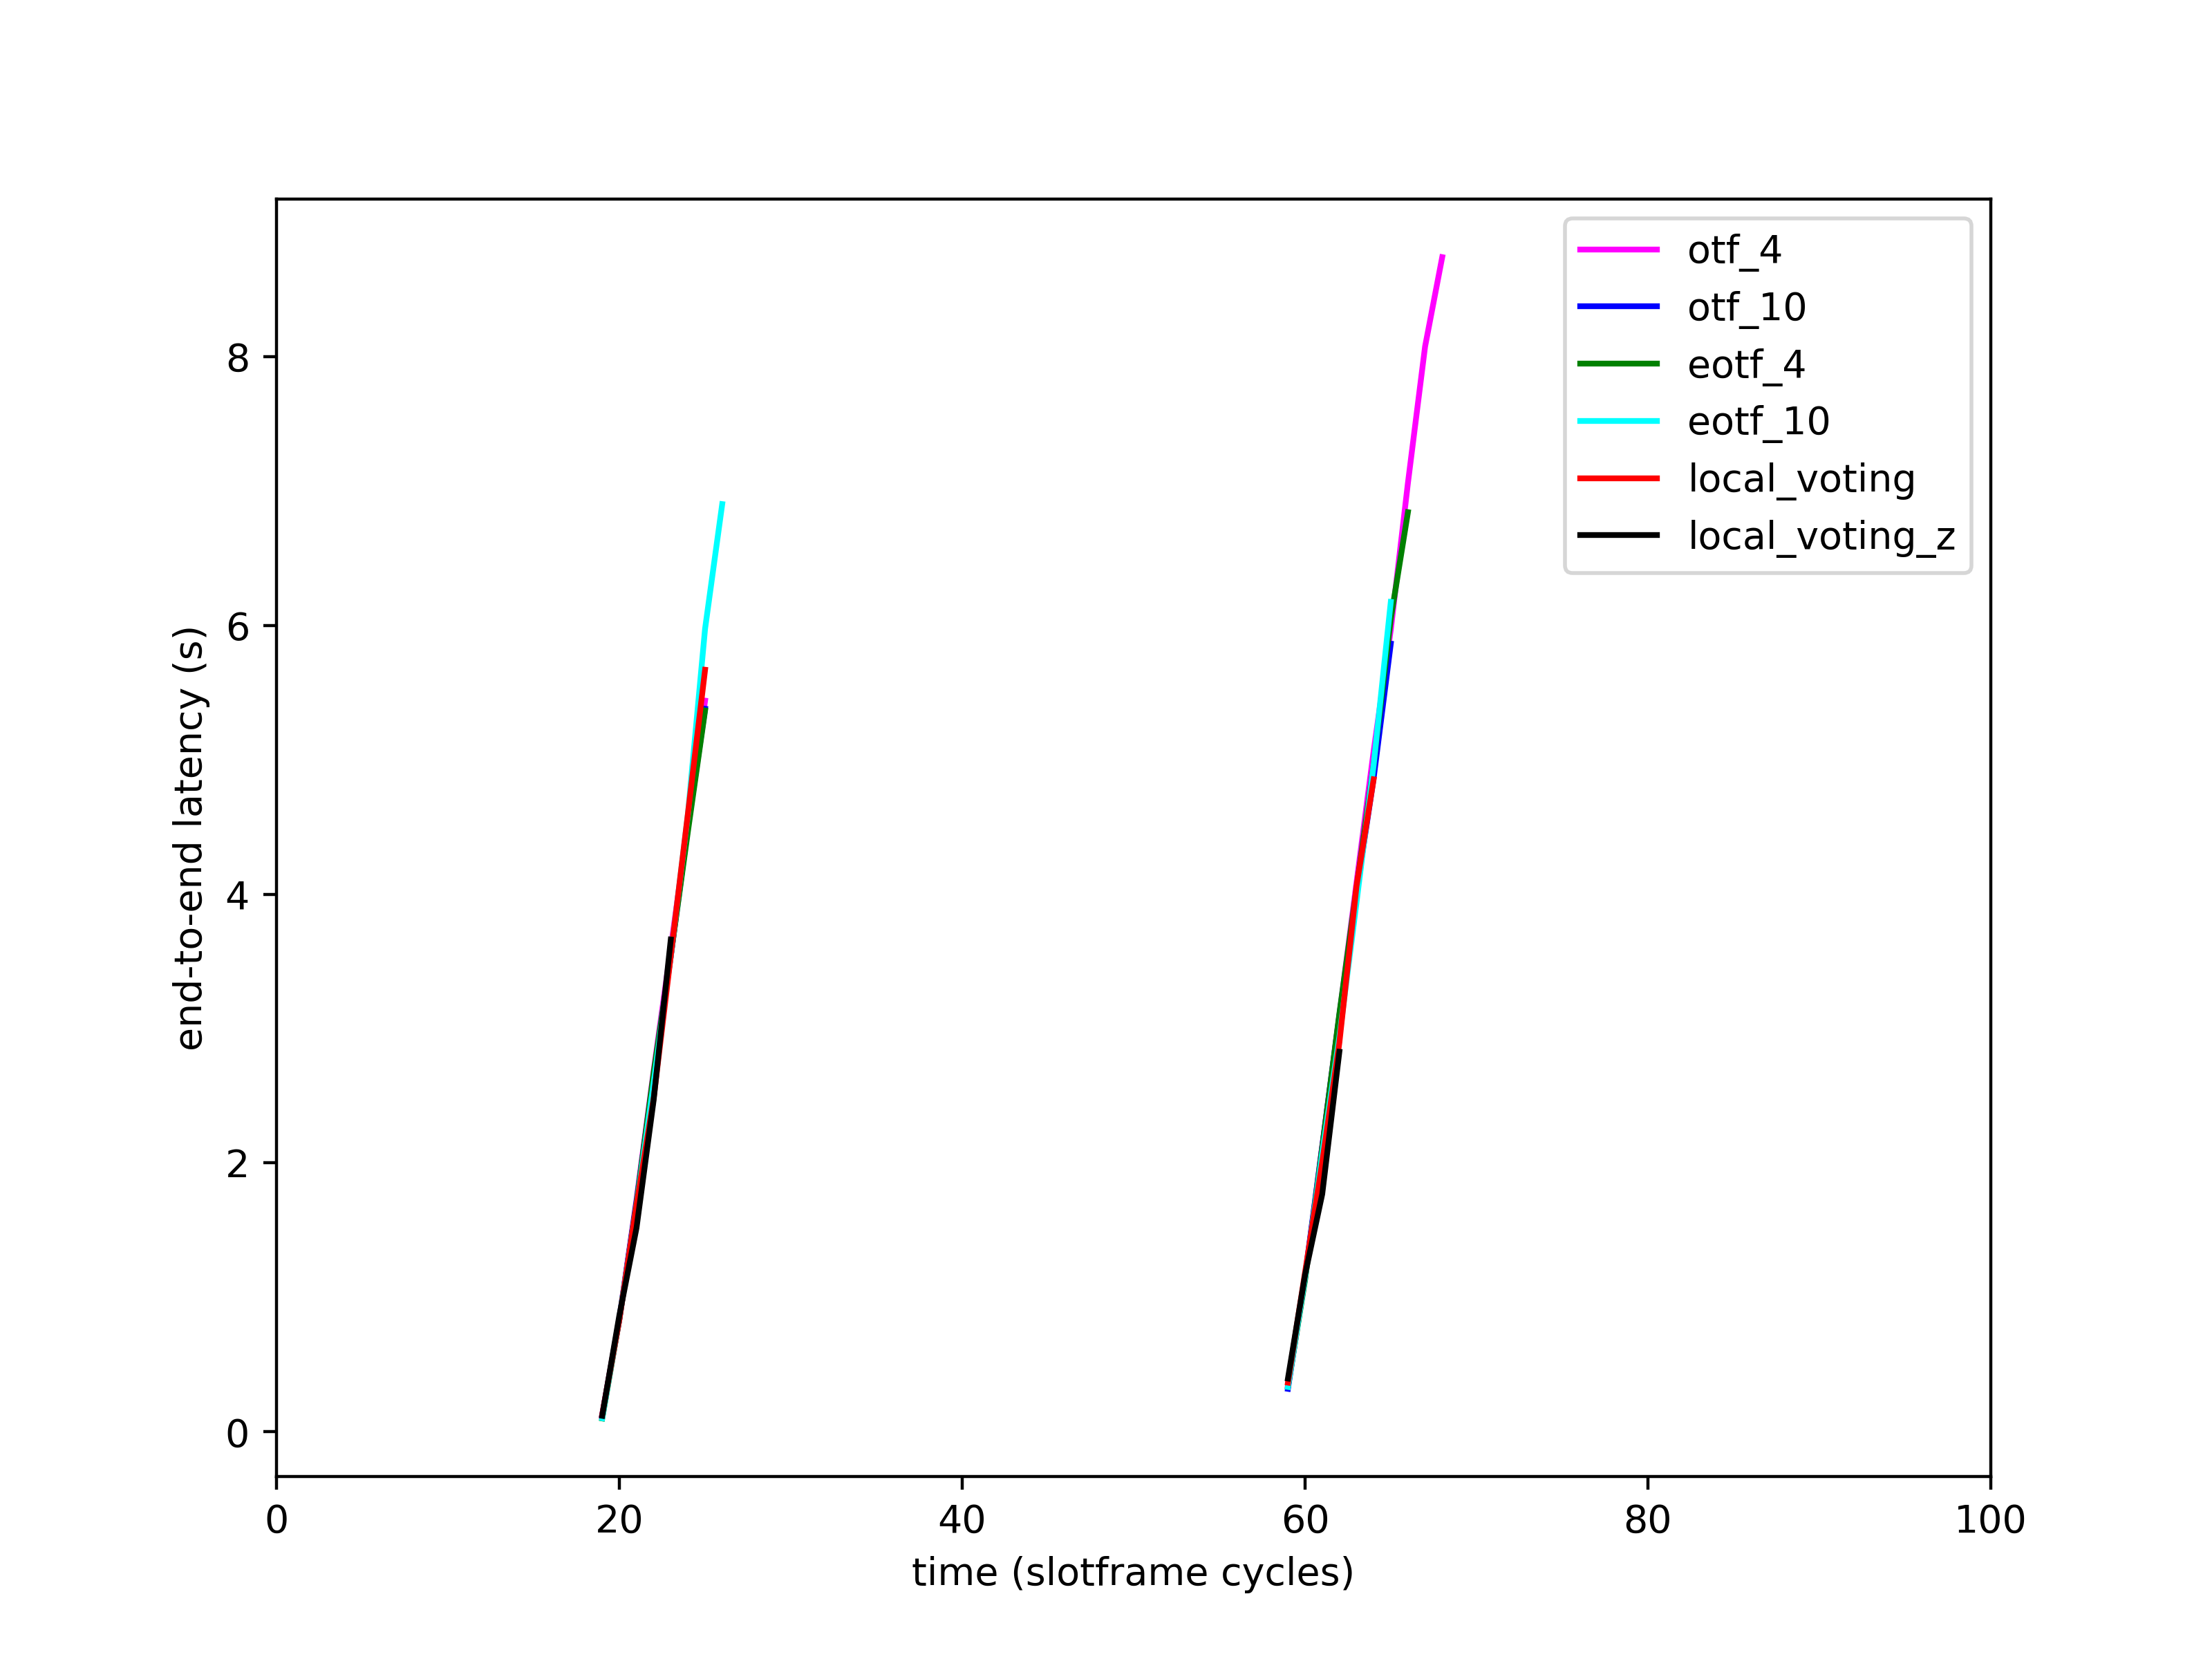 otf_4
otf_10
eotf_4
eotf_10
local_voting
local_voting_z
end-to-end latency (s)
8
6
4
2
0
0 20 40 60 80 100
time (slotframe cycles)